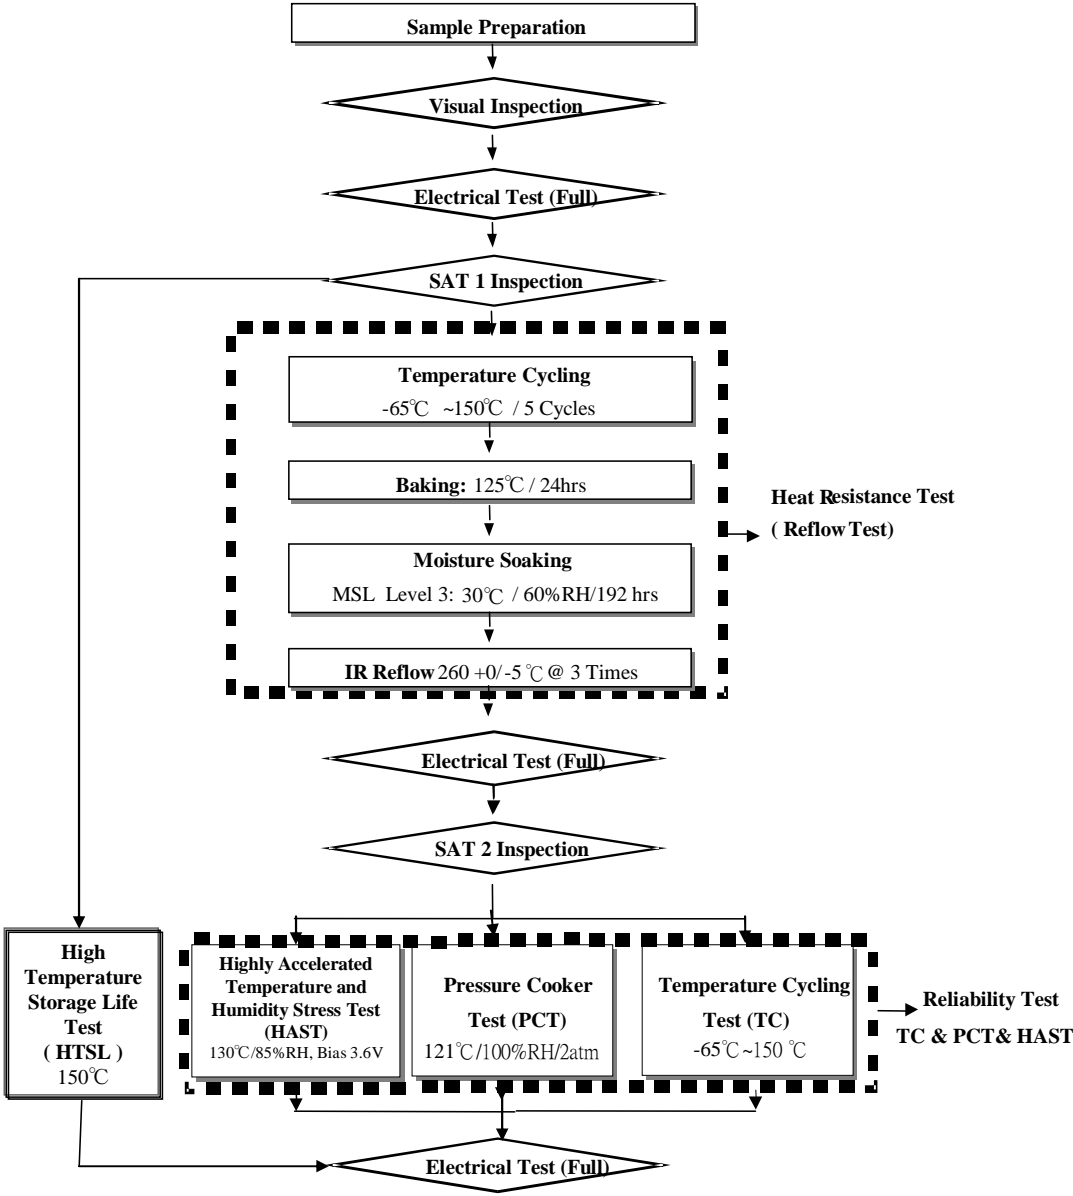 Sample Preparation
Visual Inspection
Electrical Test (Full)
SAT 1 Inspection
Temperature Cycling
-65℃ ~150℃ / 5 Cycles
Baking: 125℃ / 24hrs
Moisture Soaking
MSL Level 3: 30℃ / 60%RH/192 hrs
IR Reflow 260 +0/-5 ℃ @ 3 Times
Heat Resistance Test
( Reflow Test)
Electrical Test (Full)
SAT 2 Inspection
High
Temperature
Storage Life
Test
( HTSL )
150℃
Highly Accelerated
Temperature and
Humidity Stress Test
(HAST)
130℃/85%RH, Bias 3.6V
Pressure Cooker
Test (PCT)
121℃/100%RH/2atm
Temperature Cycling
Test (TC)
-65℃~150 ℃
Reliability Test
TC & PCT& HAST
Electrical Test (Full)